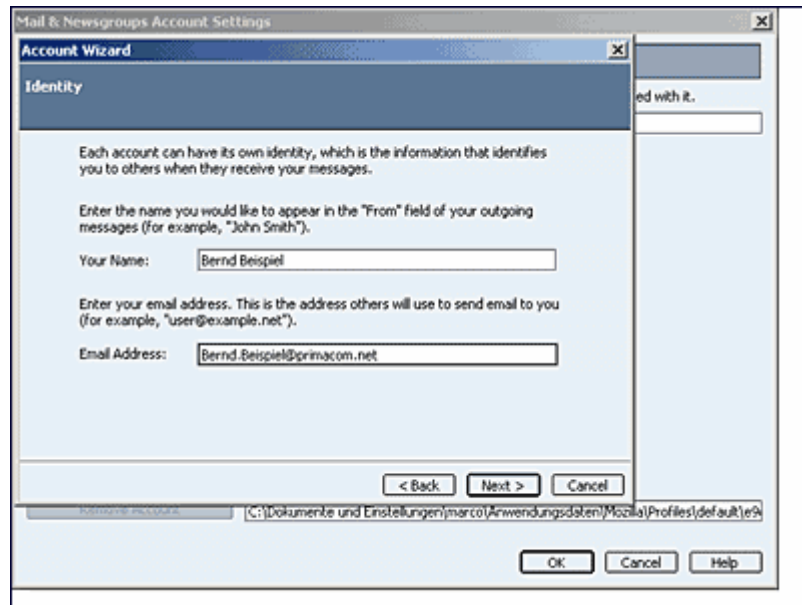 Mail & Newsgroups Account Settings
Account Wizard
Identity
ed with it.
Each account can have its own identity, which is the information that identifies
you to others when they receive your messages.
Enter the name you would like to appear in the "From" field of your outgoing
messages (for example, "John Smith").
Your Name: Bernd Beispiel
Enter your email address. This is the address others will use to send email to you
(for example, "user@example.net").
Email Address: Bernd.Beispiel@primacom.net
< Back Next > Cancel
Remove Account C:\Dokumente und Einstellungen\marco\Anwendungsdaten\Mozilla\Profiles\default\e9
OK Cancel Help